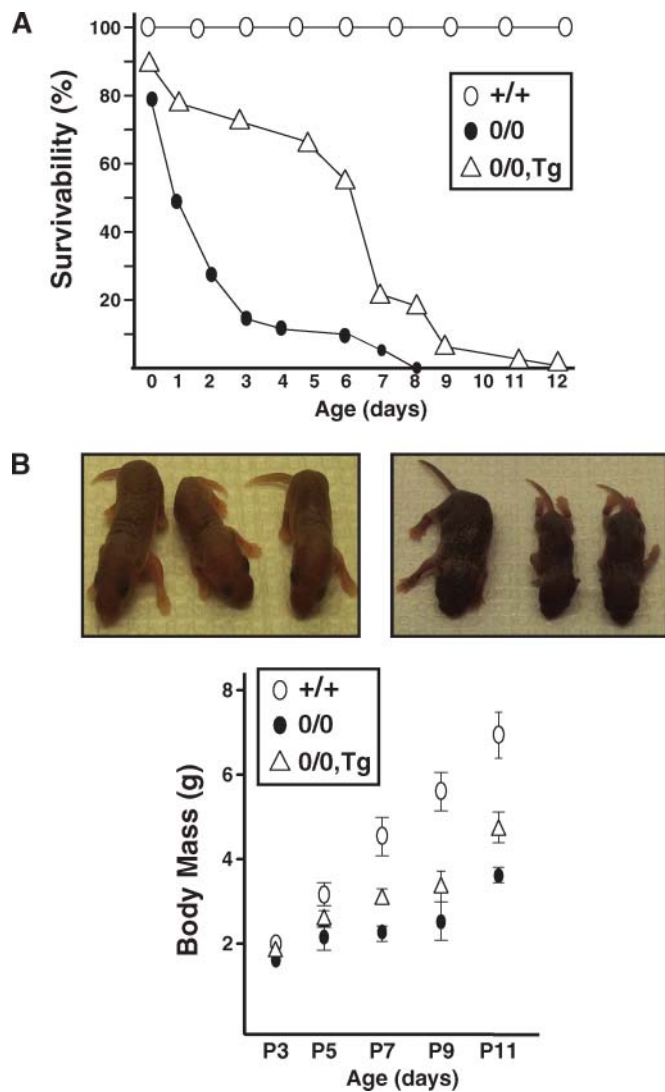 A
Survivability (%)
100
80
60
40
20
+/+
0/0
0/0,Tg
0 1 2 3 4 5 6 7 8 9 10 11 12
Age (days)
B
Body Mass (g)
8
6
4
2
+/+
0/0
0/0,Tg
P3 P5 P7 P9 P11
Age (days)